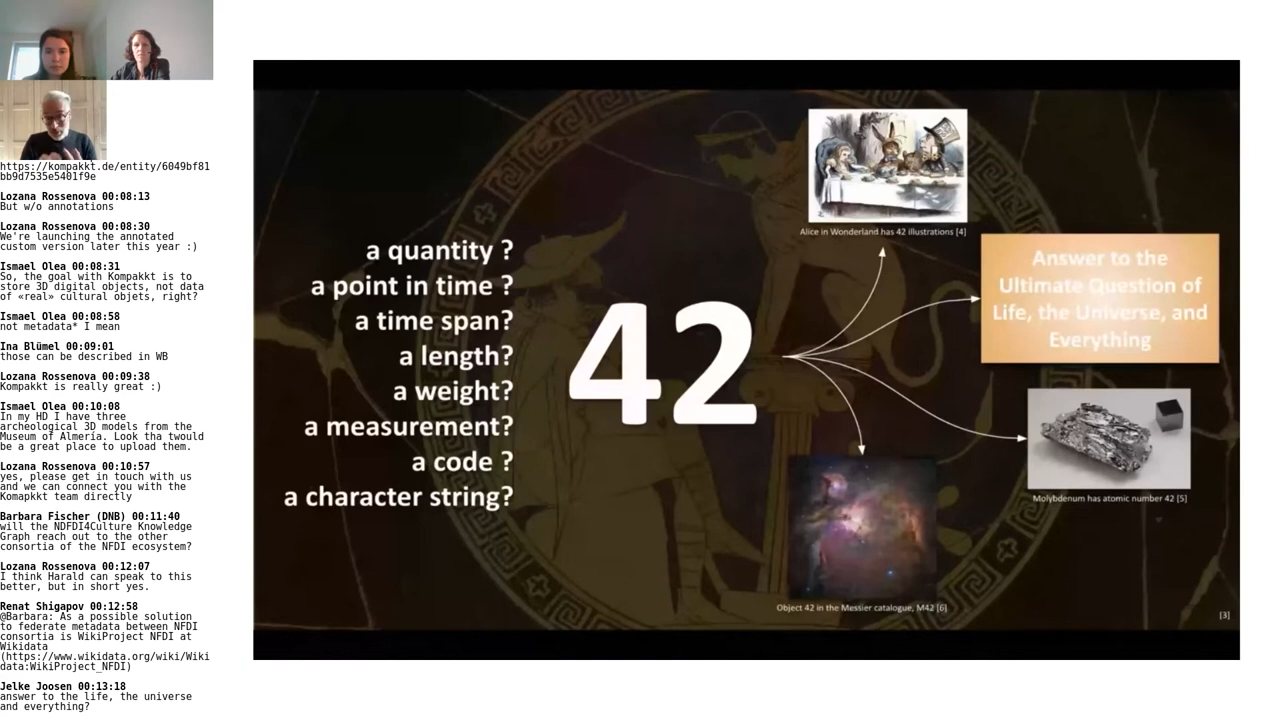 https://kompakkt.de/entity/6049bf81
bb9d7535e5401f9e
Lozana Rossenova 00:08:13
But w/o annotations
Lozana Rossenova 00:08:30
We're launching the annotated
custom version later this year :)
Ismael Olea 00:08:31
So, the goal with Kompakkt is to
store 3D digital objects, not data
of «real» cultural objets, right?
Ismael Olea 00:08:58
not metadata* I mean
Ina Blümel 00:09:01
those can be described in WB
Lozana Rossenova 00:09:38
Kompakkt is really great :)
Ismael Olea 00:10:08
In my HD I have three
archeological 3D models from the
Museum of Almería. Look tha twould
be a great place to upload them.
Lozana Rossenova 00:10:57
yes, please get in touch with us
and we can connect you with the
Komapkkt team directly
Barbara Fischer (DNB) 00:11:40
will the NDFDI4Culture Knowledge
Graph reach out to the other
consortia of the NFDI ecosystem?
Lozana Rossenova 00:12:07
I think Harald can speak to this
better, but in short yes.
Renat Shigapov 00:12:58
@Barbara: As a possible solution
to federate metadata between NFDI
consortia is WikiProject NFDI at
Wikidata
(https://www.wikidata.org/wiki/Wiki
data:WikiProject_NFDI)
Jelke Joosen 00:13:18
answer to the life, the universe
and everything?
a quantity ?
a point in time ?
a time span?
a length?
a weight?
a measurement?
a code ?
a character string?
42
Alice in Wonderland has 42 illustrations [4]
Answer to the
Ultimate Question of
Life, the Universe, and
Everything
Molybdenum has atomic number 42 [5]
Object 42 in the Messier catalogue, M42 [6]
[3]